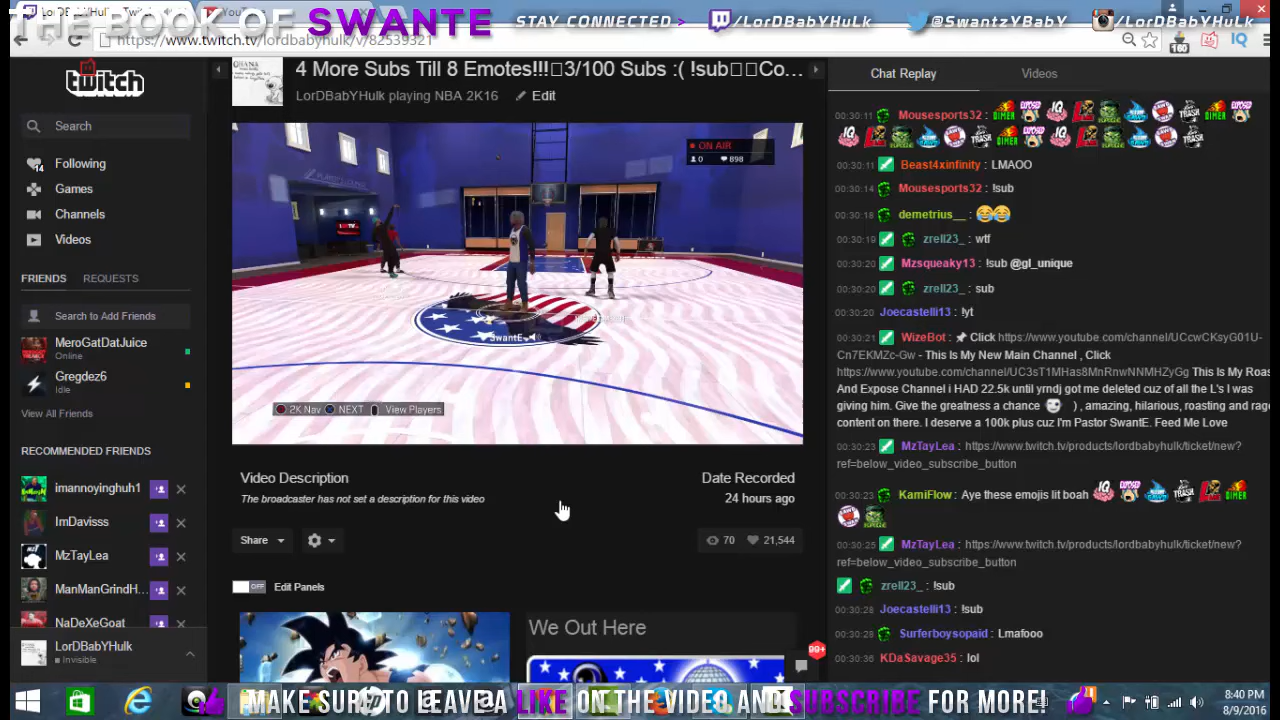 THE BOOK OF SWANTE
STAY CONNECTED > /LorDBabYHuLk @SwantzYBabY /LorDBabYHuLk
https://www.twitch.tv/lordbabyhulk/v/82539321
160
IQ
twitch
Search
Following
14
Games
Channels
Videos
FRIENDS REQUESTS
Search to Add Friends
MeroGatDatJuice
Online
Gregdez6
Idle
View All Friends
RECOMMENDED FRIENDS
imannoyinghuh1
ImDavisss
MzTayLea
ManManGrindH...
NaDeXeGoat
LorDBabYHulk
Invisible
4 More Subs Till 8 Emotes!!!□3/100 Subs :( !sub□□Co...
LorDBabYHulk playing NBA 2K16 Edit
ON AIR
0 898
SwantE
2K Nav NEXT View Players
Video Description
Date Recorded
The broadcaster has not set a description for this video
24 hours ago
Share
70 21,544
OFF Edit Panels
We Out Here
99+
Chat Replay Videos
00:30:11 Mousesports32 :
00:30:11 Beast4xinfinity : LMAOO
00:30:14 Mousesports32 : !sub
00:30:18 demetrius__ : 😂😂
00:30:19 zrell23_ : wtf
00:30:20 Mzsqueaky13 : !sub @gl_unique
00:30:20 zrell23_ : sub
00:30:20 Joecastelli13 : !yt
00:30:21 WizeBot : 📌 Click https://www.youtube.com/channel/UCcwCKsyG01U-
Cn7EKMZc-Gw - This Is My New Main Channel , Click
https://www.youtube.com/channel/UC3sT1MHas8MnRnwNNMHZyGg This Is My Roas
And Expose Channel i HAD 22.5k until yrndj got me deleted cuz of all the L's I was
giving him. Give the greatness a chance ) , amazing, hilarious, roasting and rage
content on there. I deserve a 100k plus cuz I'm Pastor SwantE. Feed Me Love
00:30:23 MzTayLea : https://www.twitch.tv/products/lordbabyhulk/ticket/new?
ref=below_video_subscribe_button
00:30:23 KamiFlow : Aye these emojis lit boah
00:30:25 MzTayLea : https://www.twitch.tv/products/lordbabyhulk/ticket/new?
ref=below_video_subscribe_button
zrell23_ : !sub
00:30:28 Joecastelli13 : !sub
00:30:28 Surferboysopaid : Lmafooo
00:30:36 KDaSavage35 : lol
MAKE SURE TO LEAVE A LIKE ON THE VIDEO AND SUBSCRIBE FOR MORE!
8:40 PM
8/9/2016